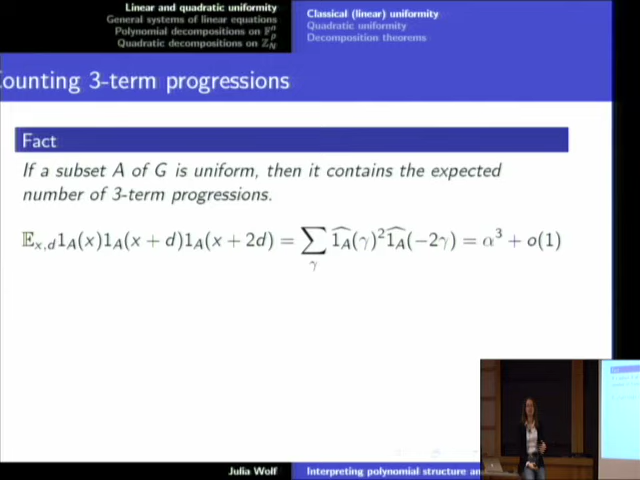 Linear and quadratic uniformity
General systems of linear equations
Polynomial decompositions on 𝔽ₚⁿ
Quadratic decompositions on ℤ_N
Classical (linear) uniformity
Quadratic uniformity
Decomposition theorems
ounting 3-term progressions
Fact
If a subset A of G is uniform, then it contains the expected
number of 3-term progressions.
𝔼ₓ,d1_A(x)1_A(x + d)1_A(x + 2d) = ∑_γ \widehat{1_A}(γ)²\widehat{1_A}(−2γ) = α³ + o(1)
Julia Wolf
Interpreting polynomial structure an